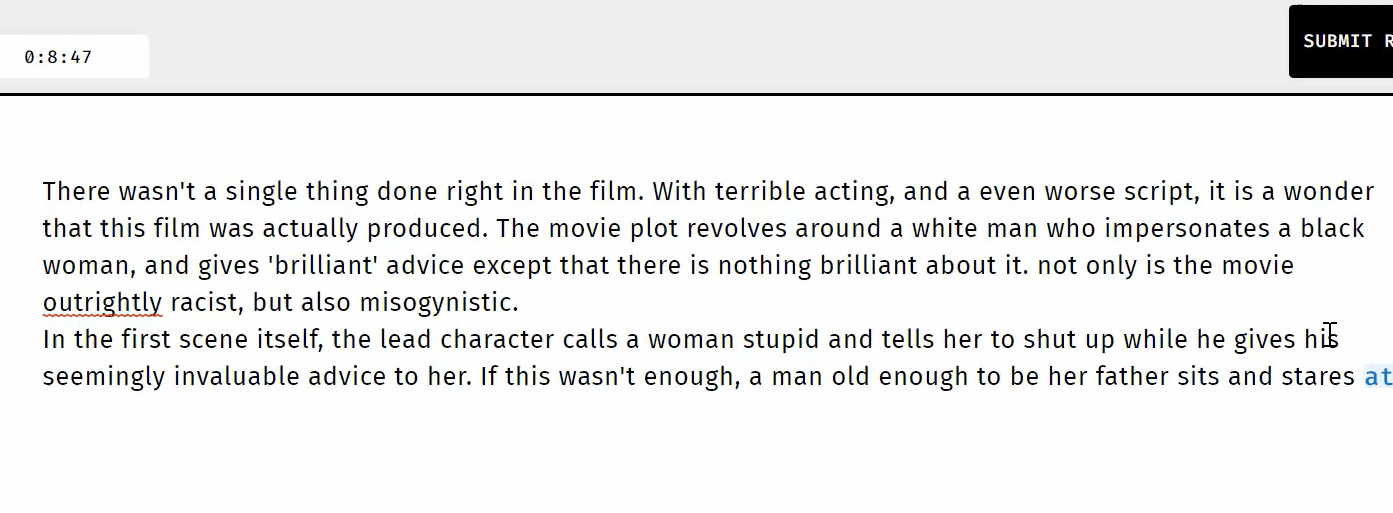 0:8:47
SUBMIT R
There wasn't a single thing done right in the film. With terrible acting, and a even worse script, it is a wonder
that this film was actually produced. The movie plot revolves around a white man who impersonates a black
woman, and gives 'brilliant' advice except that there is nothing brilliant about it. not only is the movie
outrightly racist, but also misogynistic.
In the first scene itself, the lead character calls a woman stupid and tells her to shut up while he gives his
seemingly invaluable advice to her. If this wasn't enough, a man old enough to be her father sits and stares at